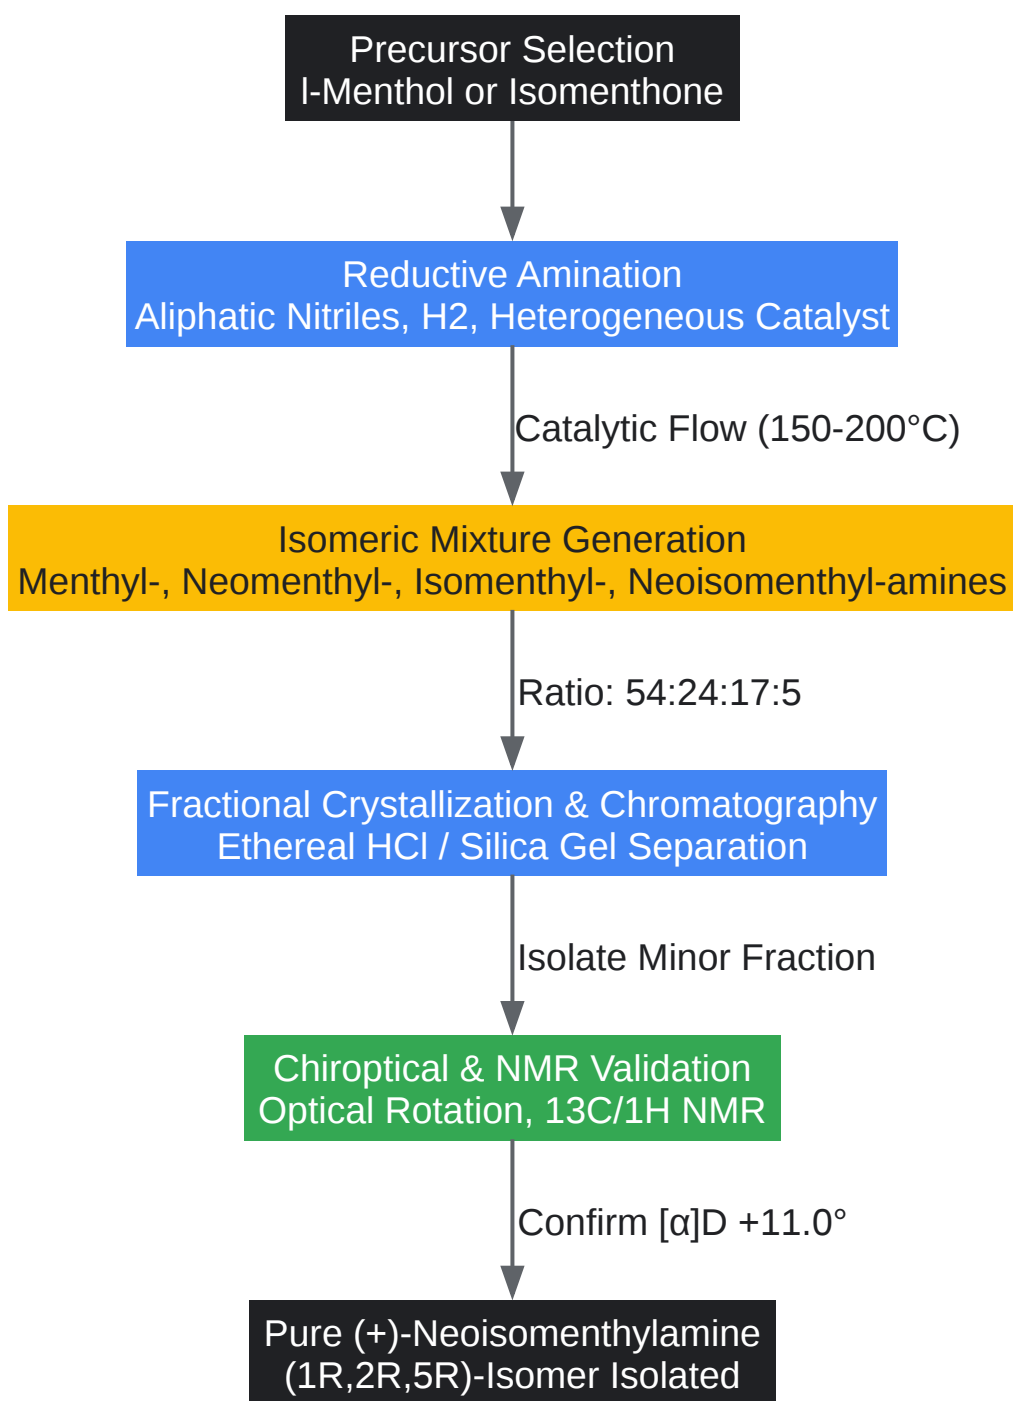 Precursor Selection
l-Menthol or Isomenthone
Reductive Amination
Aliphatic Nitriles, H2, Heterogeneous Catalyst
Catalytic Flow (150-200°C)
Isomeric Mixture Generation
Menthyl-, Neomenthyl-, Isomenthyl-, Neoisomenthyl-amines
Ratio: 54:24:17:5
Fractional Crystallization & Chromatography
Ethereal HCl / Silica Gel Separation
Isolate Minor Fraction
Chiroptical & NMR Validation
Optical Rotation, 13C/1H NMR
Confirm [α]D +11.0°
Pure (+)-Neoisomenthylamine
(1R,2R,5R)-Isomer Isolated